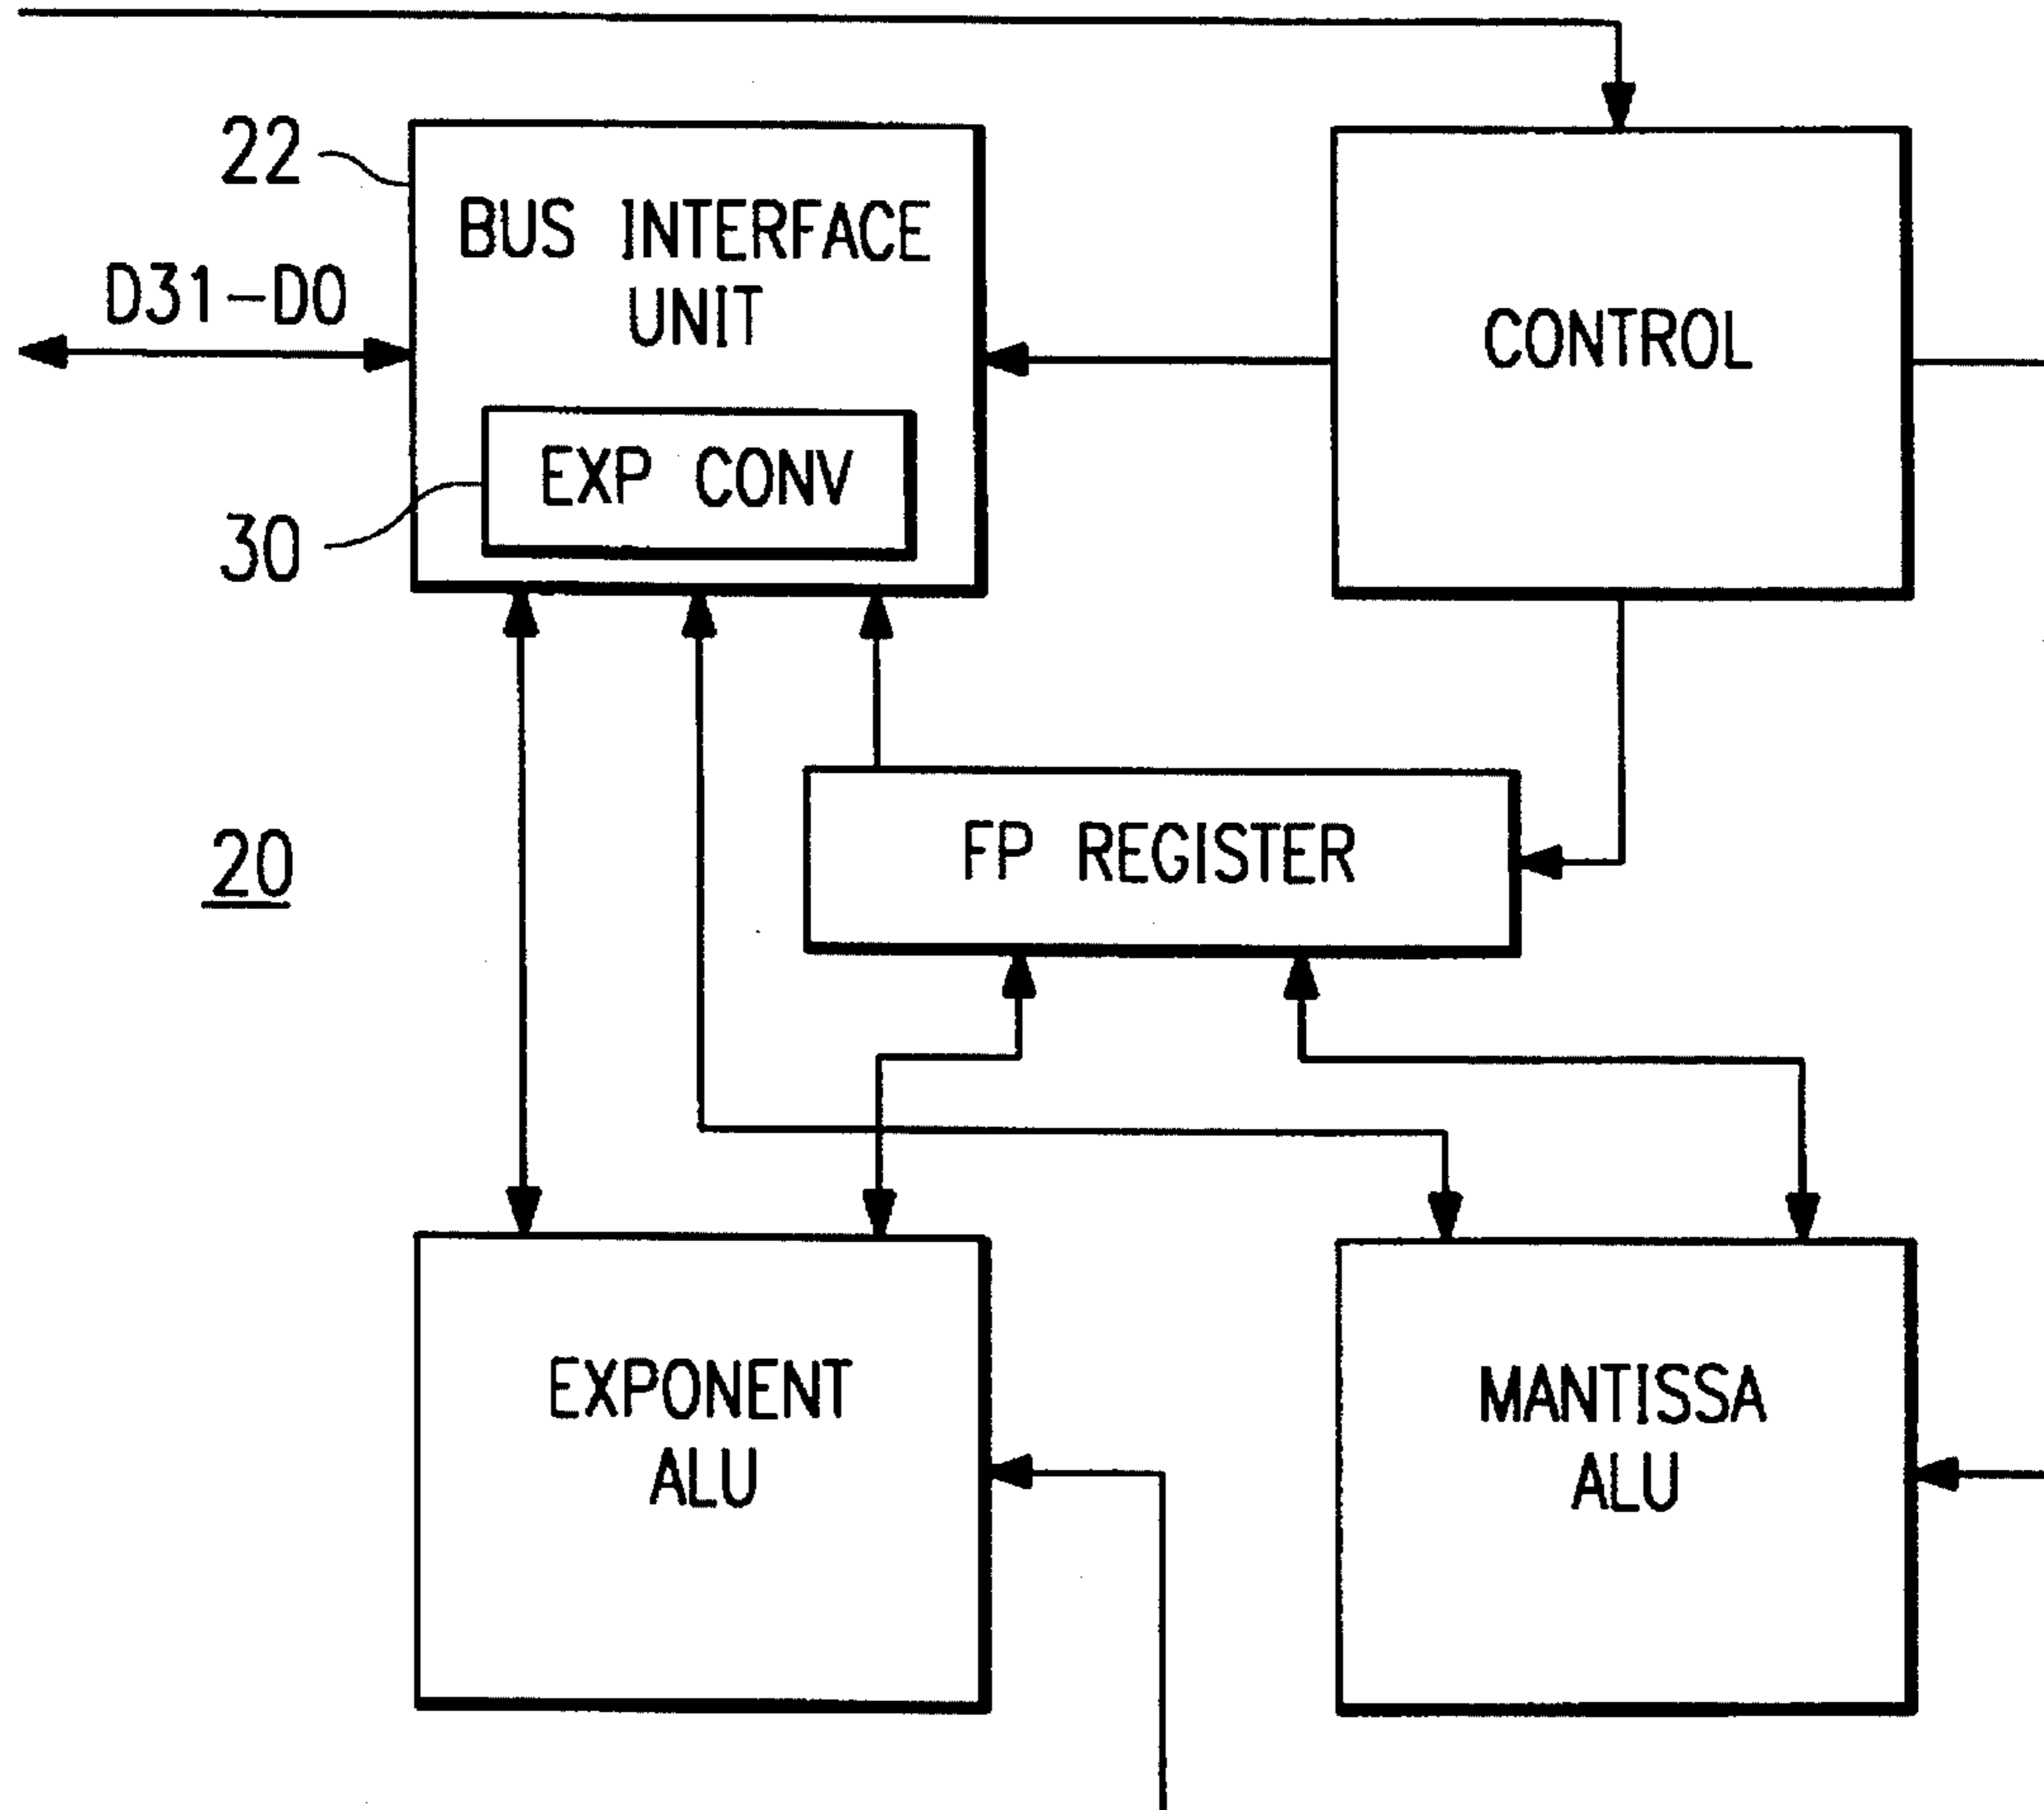 22
BUS INTERFACE
UNIT
D31-D0
CONTROL
EXP CONV
30
FP REGISTER
20
EXPONENT
ALU
MANTISSA
ALU